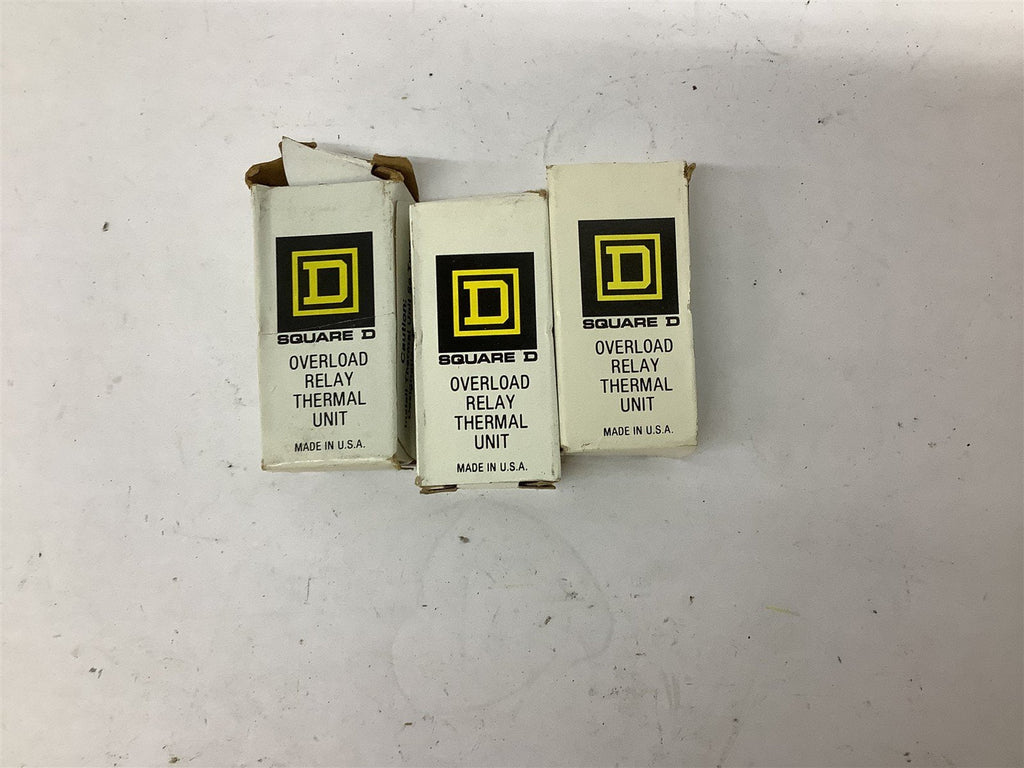 D
SQUARE D
OVERLOAD
RELAY
THERMAL
UNIT
MADE IN U.S.A.
Caution:
D
SQUARE D
OVERLOAD
RELAY
THERMAL
UNIT
MADE IN U.S.A.
D
SQUARE D
OVERLOAD
RELAY
THERMAL
UNIT
MADE IN U.S.A.